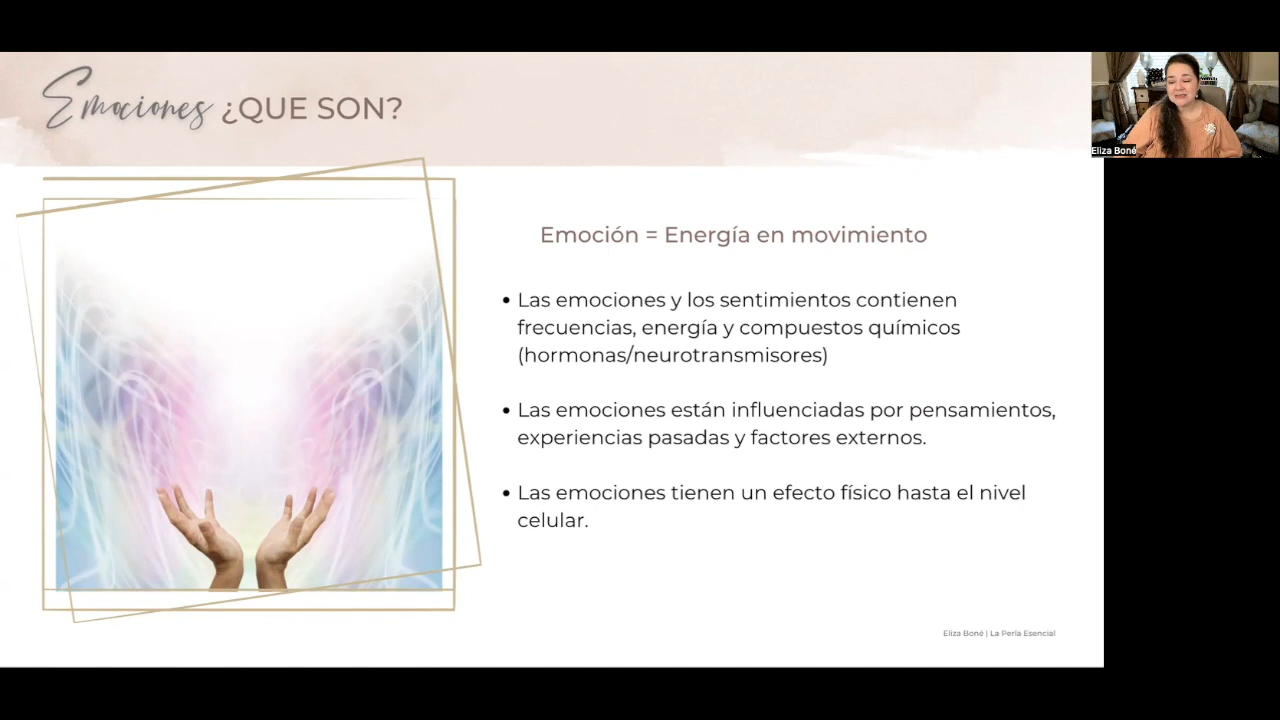 Emociones ¿QUE SON?
Eliza Boné
Emoción = Energía en movimiento
• Las emociones y los sentimientos contienen
frecuencias, energía y compuestos químicos
(hormonas/neurotransmisores)
• Las emociones están influenciadas por pensamientos,
experiencias pasadas y factores externos.
• Las emociones tienen un efecto físico hasta el nivel
celular.
Eliza Boné | La Perla Esencial